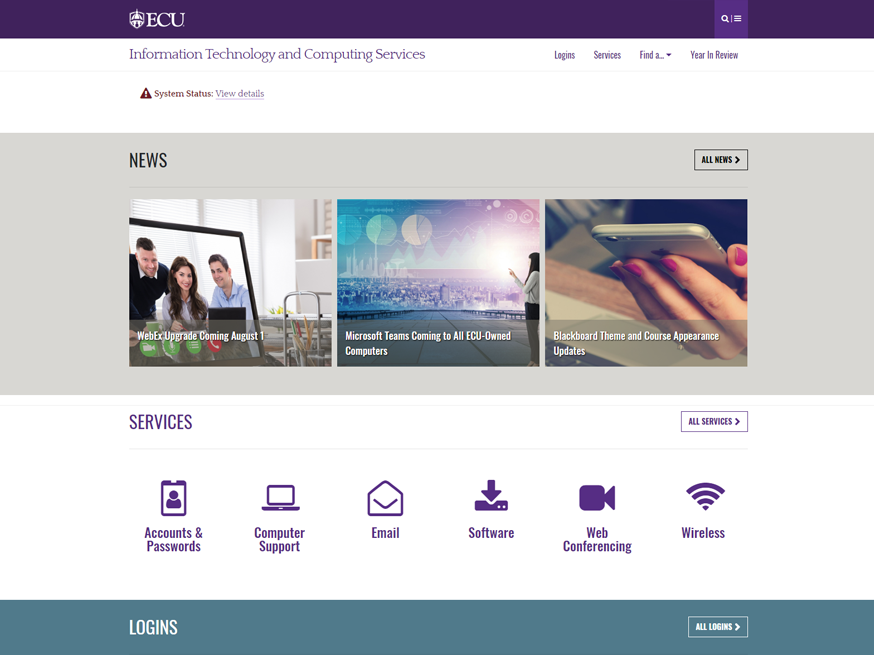 ECU
Information Technology and Computing Services
Logins
Services
Find a...
Year In Review
System Status: View details
NEWS
ALL NEWS
WebEx Upgrade Coming August 1
Microsoft Teams Coming to All ECU-Owned
Computers
Blackboard Theme and Course Appearance
Updates
SERVICES
ALL SERVICES
Accounts &
Passwords
Computer
Support
Email
Software
Web
Conferencing
Wireless
LOGINS
ALL LOGINS